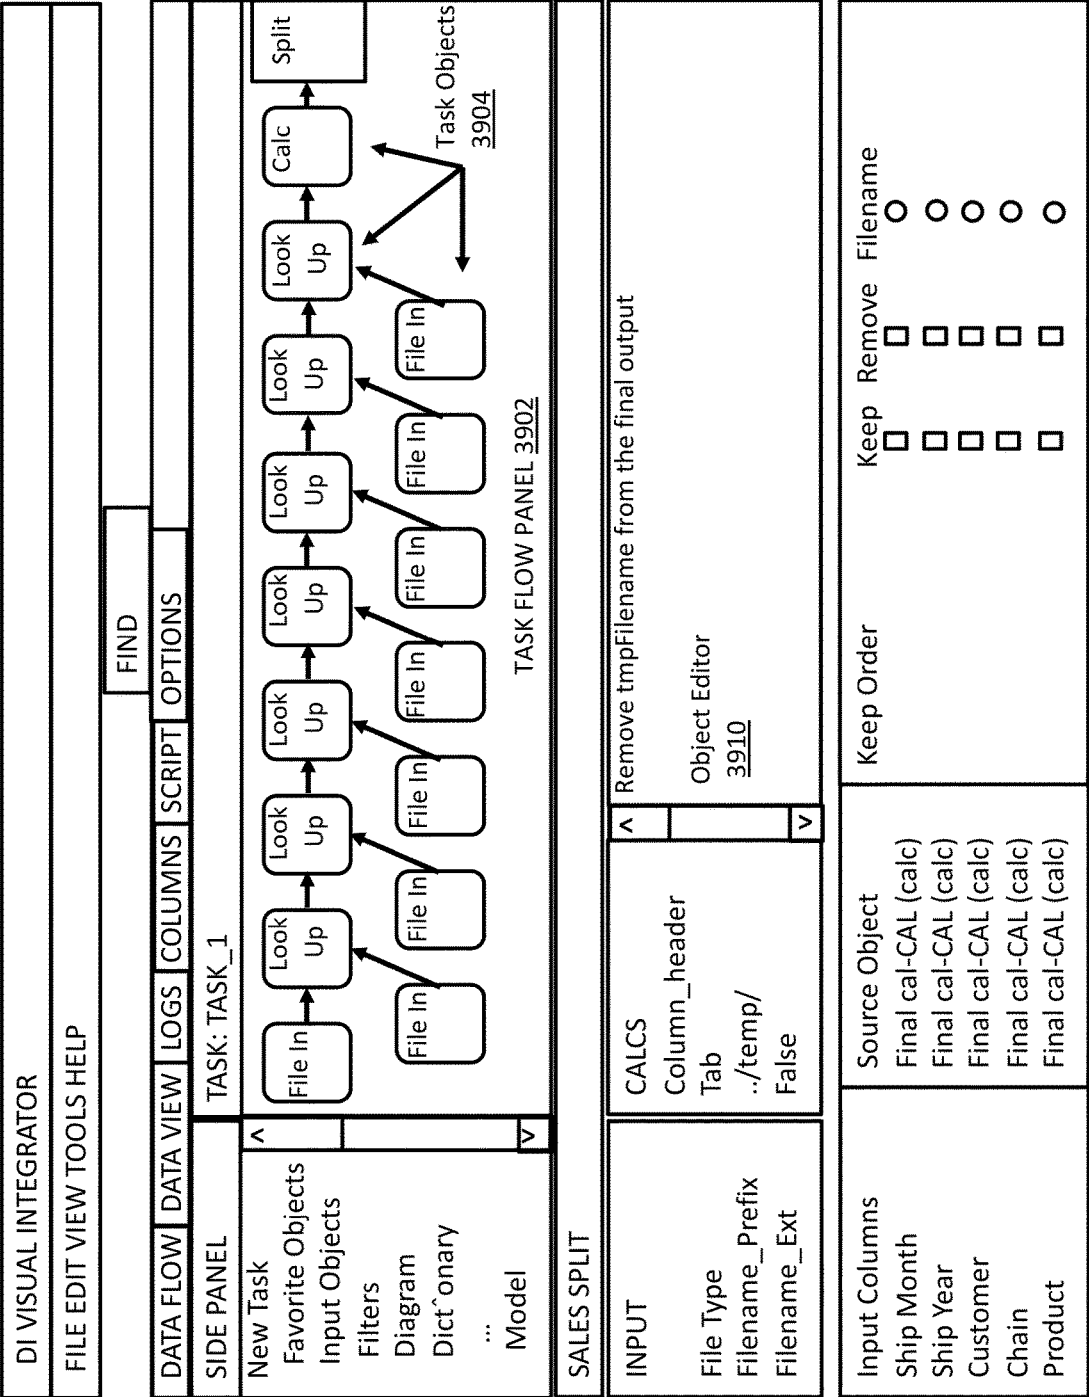 DI VISUAL INTEGRATOR
FILE EDIT VIEW TOOLS HELP
FIND
DATA FLOW DATA VIEW LOGS COLUMNS SCRIPT OPTIONS
SIDE PANEL
TASK: TASK_1
New Task
Favorite Objects
Input Objects
Filters
Diagram
Dict^onary
...
Model
<
>
File In
Look Up
Look Up
Look Up
Look Up
Look Up
Look Up
Look Up
Calc
Split
File In
File In
File In
File In
File In
File In
File In
Task Objects
3904
TASK FLOW PANEL 3902
SALES SPLIT
INPUT
File Type
Filename_Prefix
Filename_Ext
CALCS
Column_header
Tab
../temp/
False
<
>
Remove tmpFilename from the final output
Object Editor
3910
Input Columns
Ship Month
Ship Year
Customer
Chain
Product
Source Object
Final cal-CAL (calc)
Final cal-CAL (calc)
Final cal-CAL (calc)
Final cal-CAL (calc)
Final cal-CAL (calc)
Keep Order
Keep Remove Filename